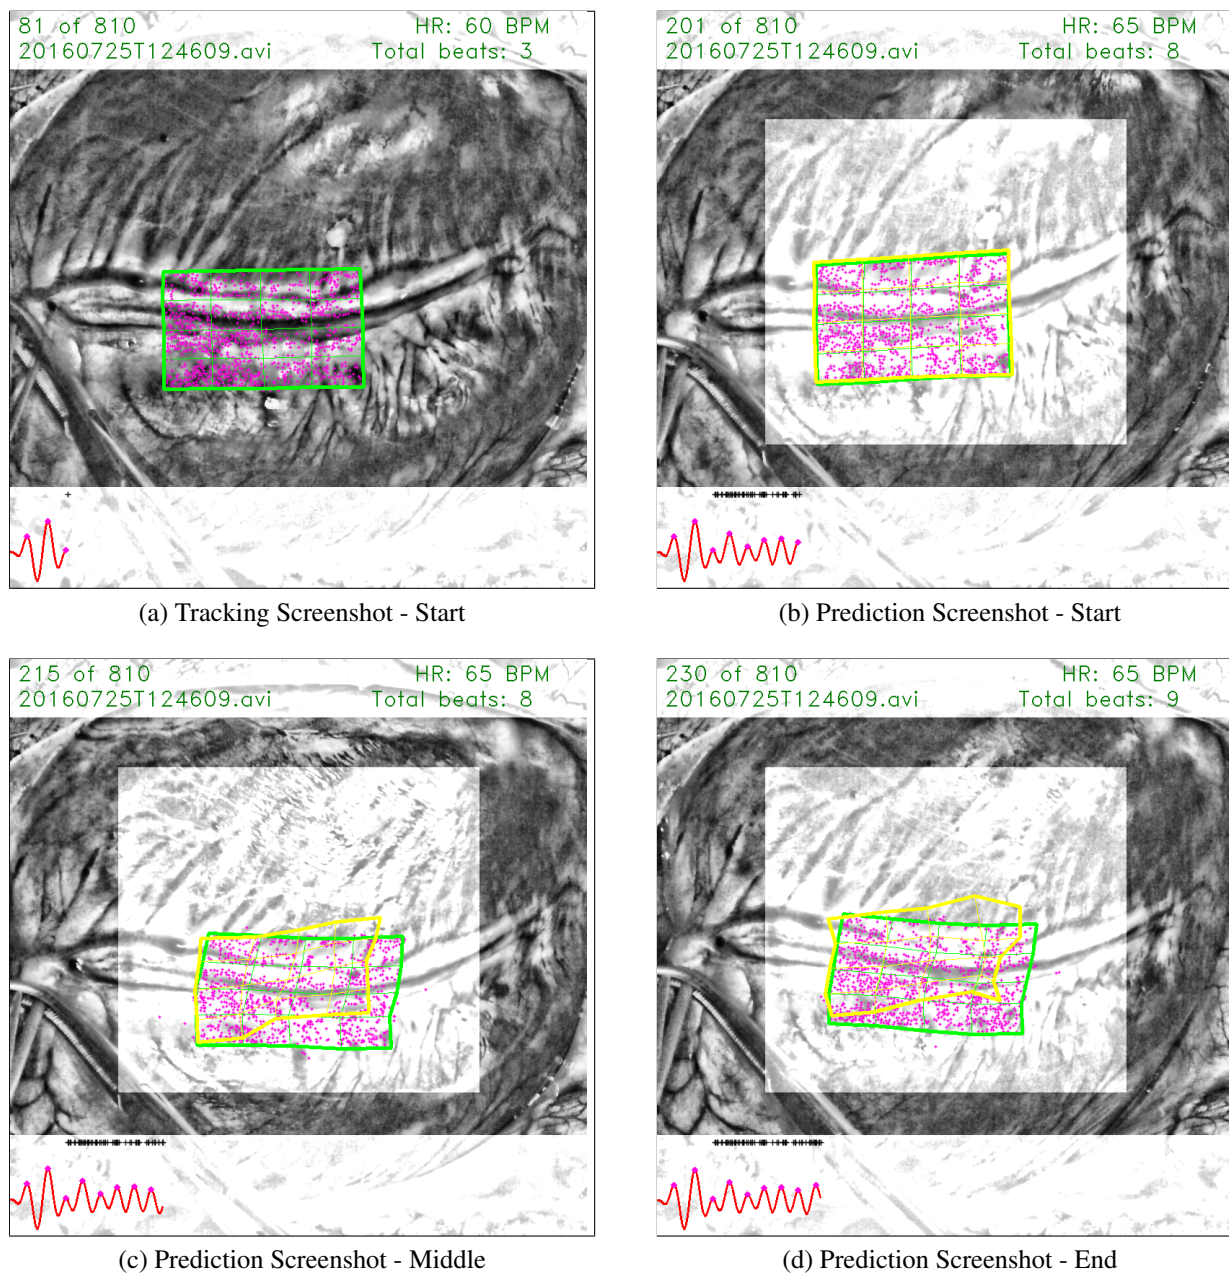 81 of 810
HR: 60 BPM
20160725T124609.avi
Total beats: 3
(a) Tracking Screenshot - Start
201 of 810
HR: 65 BPM
20160725T124609.avi
Total beats: 8
(b) Prediction Screenshot - Start
215 of 810
HR: 65 BPM
20160725T124609.avi
Total beats: 8
(c) Prediction Screenshot - Middle
230 of 810
HR: 65 BPM
20160725T124609.avi
Total beats: 9
(d) Prediction Screenshot - End